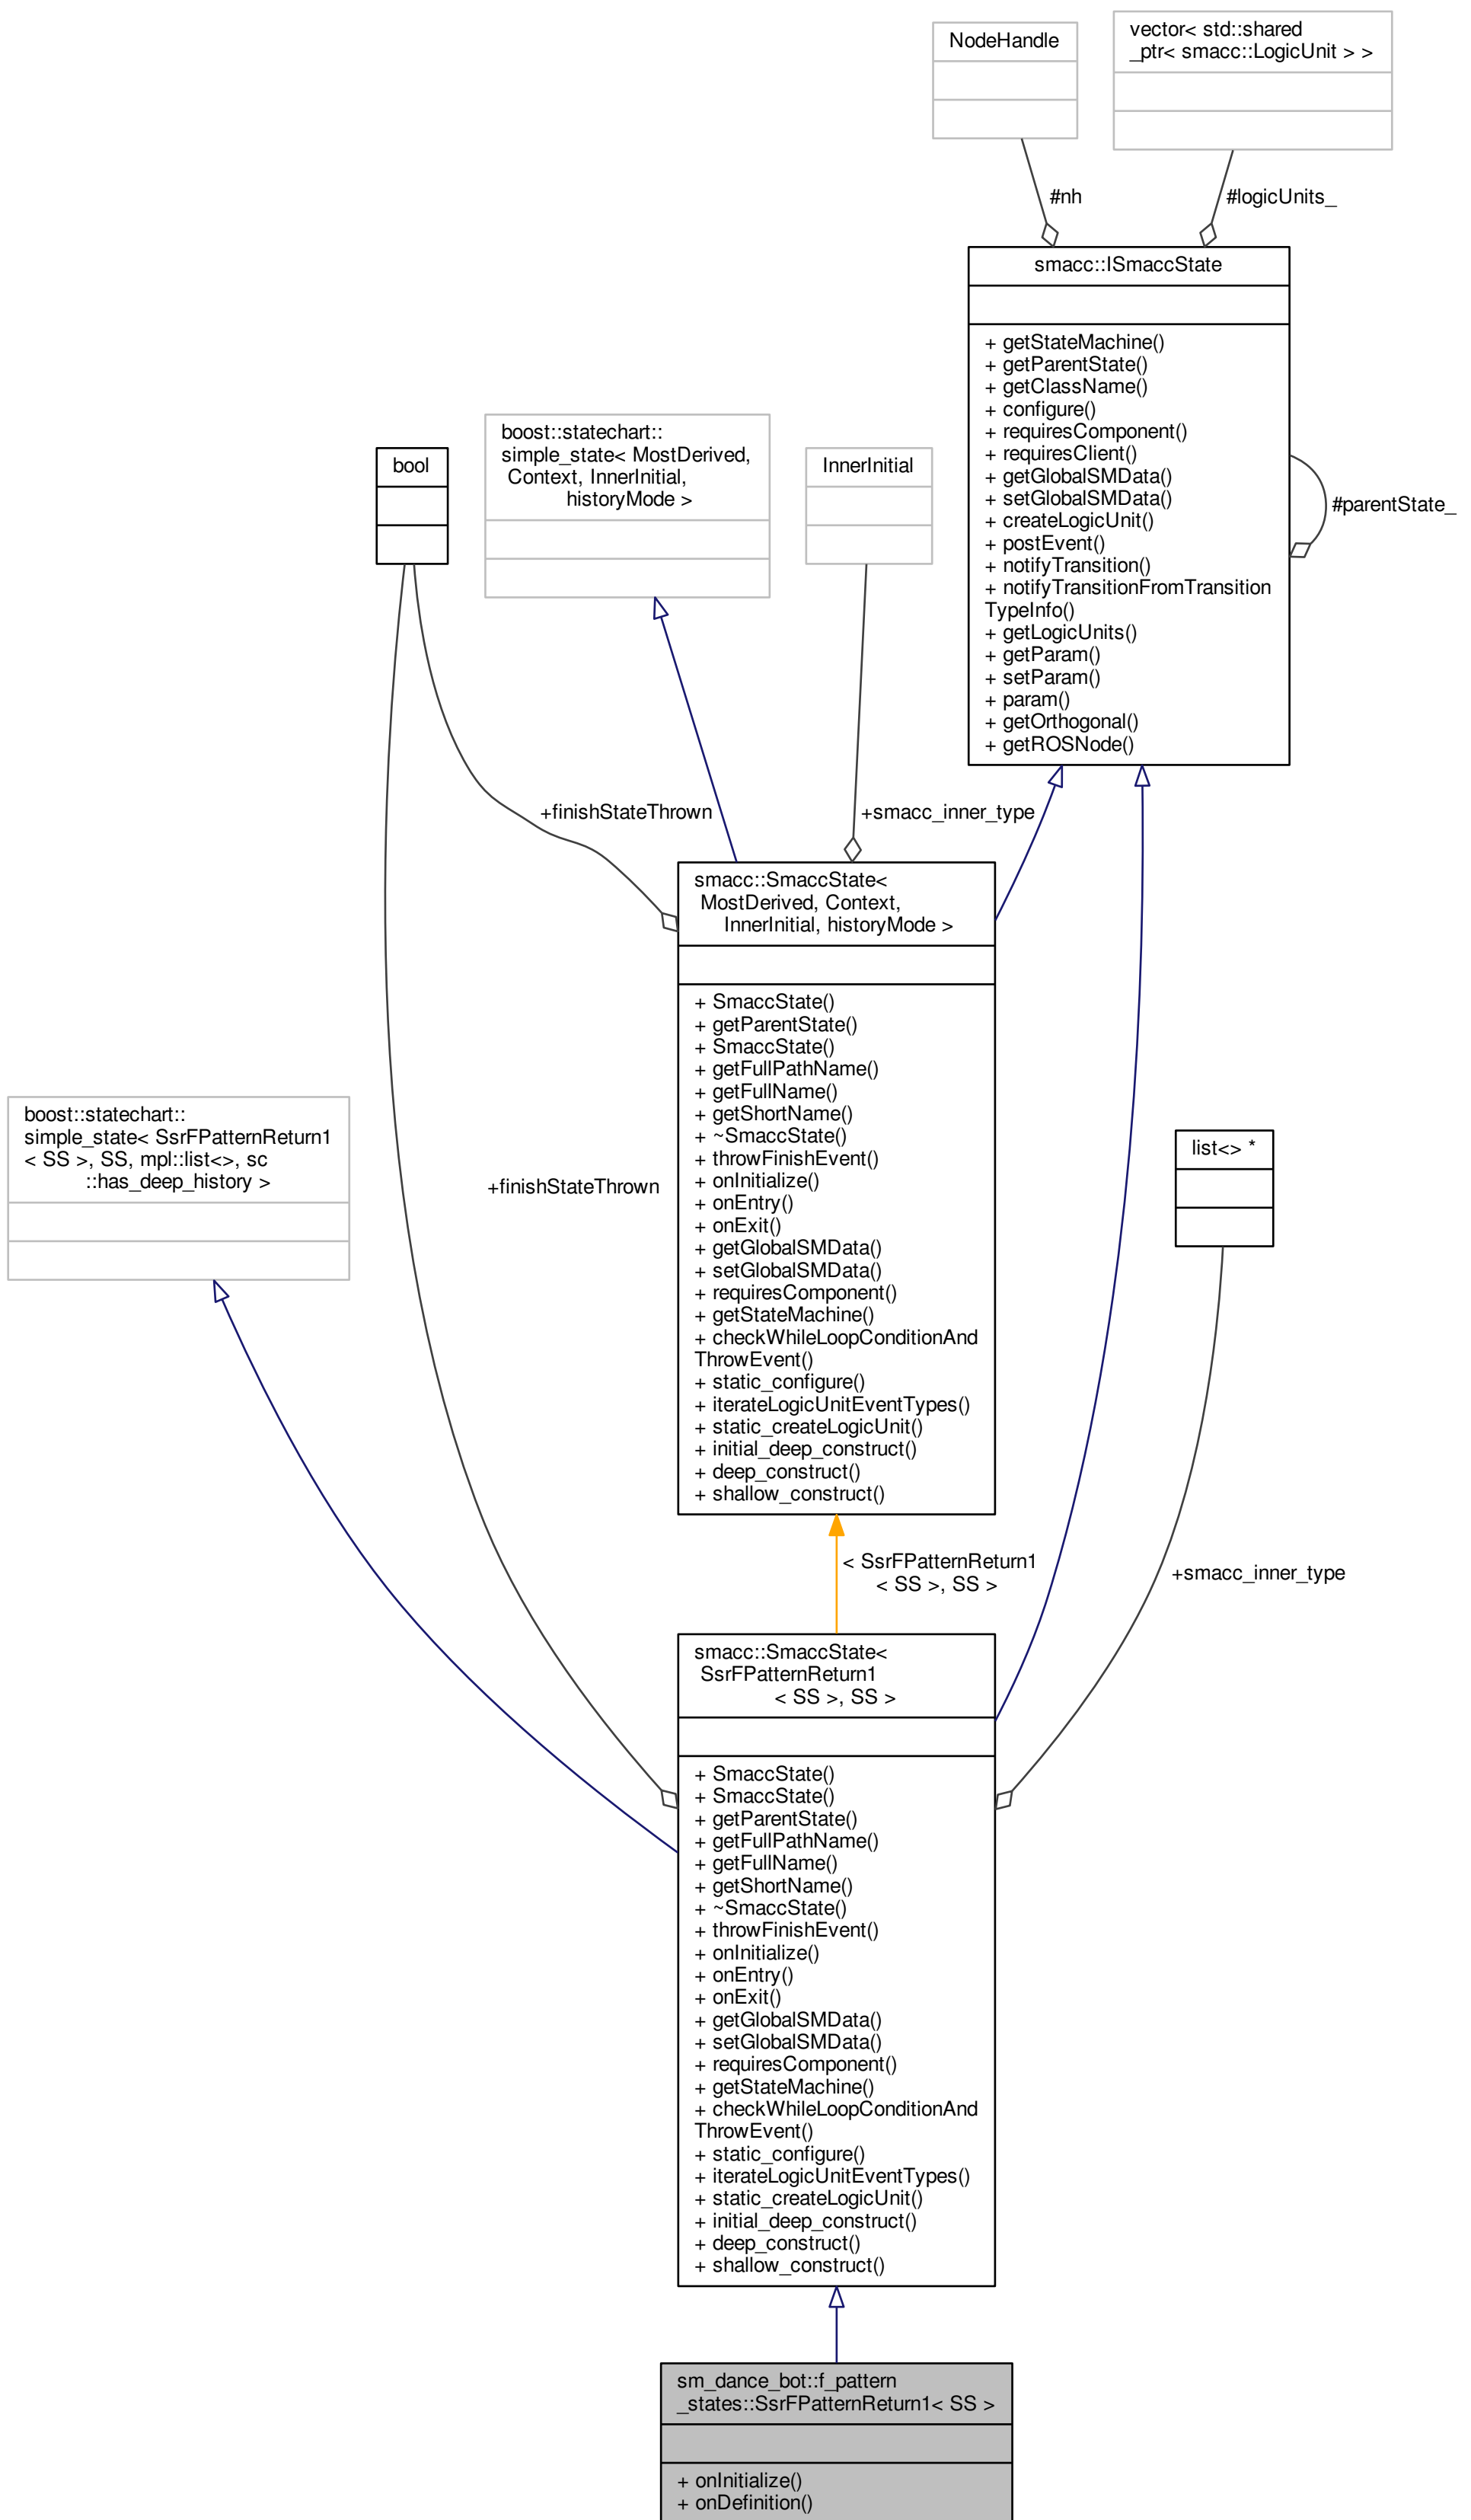 NodeHandle
vector< std::shared
_ptr< smacc::LogicUnit > >
#nh
#logicUnits_
smacc::ISmaccState
+ getStateMachine()
+ getParentState()
+ getClassName()
+ configure()
+ requiresComponent()
+ requiresClient()
+ getGlobalSMData()
+ setGlobalSMData()
+ createLogicUnit()
+ postEvent()
+ notifyTransition()
+ notifyTransitionFromTransition
TypeInfo()
+ getLogicUnits()
+ getParam()
+ setParam()
+ param()
+ getOrthogonal()
+ getROSNode()
#parentState_
bool
boost::statechart::
simple_state< MostDerived,
Context, InnerInitial,
historyMode >
InnerInitial
+finishStateThrown
+smacc_inner_type
smacc::SmaccState<
MostDerived, Context,
InnerInitial, historyMode >
+ SmaccState()
+ getParentState()
+ SmaccState()
+ getFullPathName()
+ getFullName()
+ getShortName()
+ ~SmaccState()
+ throwFinishEvent()
+ onInitialize()
+ onEntry()
+ onExit()
+ getGlobalSMData()
+ setGlobalSMData()
+ requiresComponent()
+ getStateMachine()
+ checkWhileLoopConditionAnd
ThrowEvent()
+ static_configure()
+ iterateLogicUnitEventTypes()
+ static_createLogicUnit()
+ initial_deep_construct()
+ deep_construct()
+ shallow_construct()
boost::statechart::
simple_state< SsrFPatternReturn1
< SS >, SS, mpl::list<>, sc
::has_deep_history >
+finishStateThrown
list<> *
< SsrFPatternReturn1
< SS >, SS >
+smacc_inner_type
smacc::SmaccState<
SsrFPatternReturn1
< SS >, SS >
+ SmaccState()
+ SmaccState()
+ getParentState()
+ getFullPathName()
+ getFullName()
+ getShortName()
+ ~SmaccState()
+ throwFinishEvent()
+ onInitialize()
+ onEntry()
+ onExit()
+ getGlobalSMData()
+ setGlobalSMData()
+ requiresComponent()
+ getStateMachine()
+ checkWhileLoopConditionAnd
ThrowEvent()
+ static_configure()
+ iterateLogicUnitEventTypes()
+ static_createLogicUnit()
+ initial_deep_construct()
+ deep_construct()
+ shallow_construct()
sm_dance_bot::f_pattern
_states::SsrFPatternReturn1< SS >
+ onInitialize()
+ onDefinition()